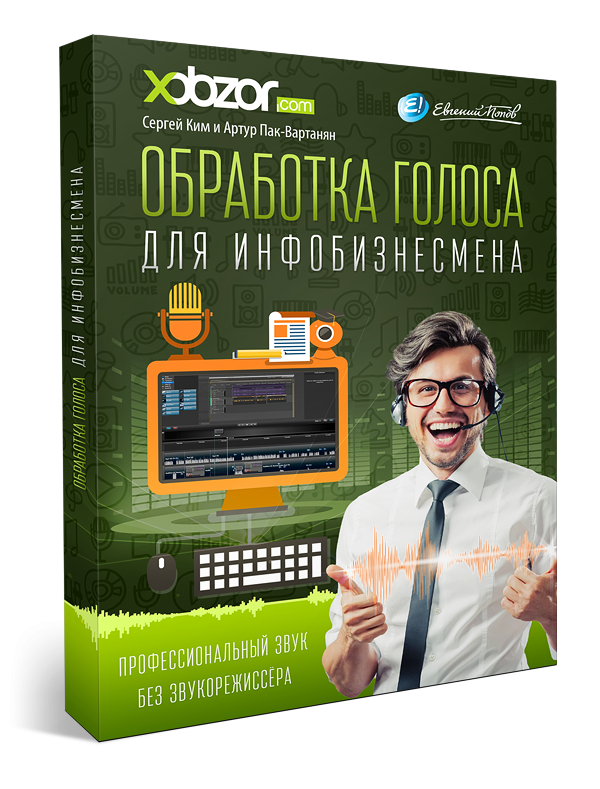 xobzor.com
E! Евгений Попов
Сергей Ким и Артур Пак-Вартанян
ОБРАБОТКА ГОЛОСА
ДЛЯ ИНФОБИЗНЕСМЕНА
ПРОФЕССИОНАЛЬНЫЙ ЗВУК
БЕЗ ЗВУКОРЕЖИССЁРА
ОБРАБОТКА ГОЛОСА ДЛЯ ИНФОБИЗНЕСМЕНА
VOLUME